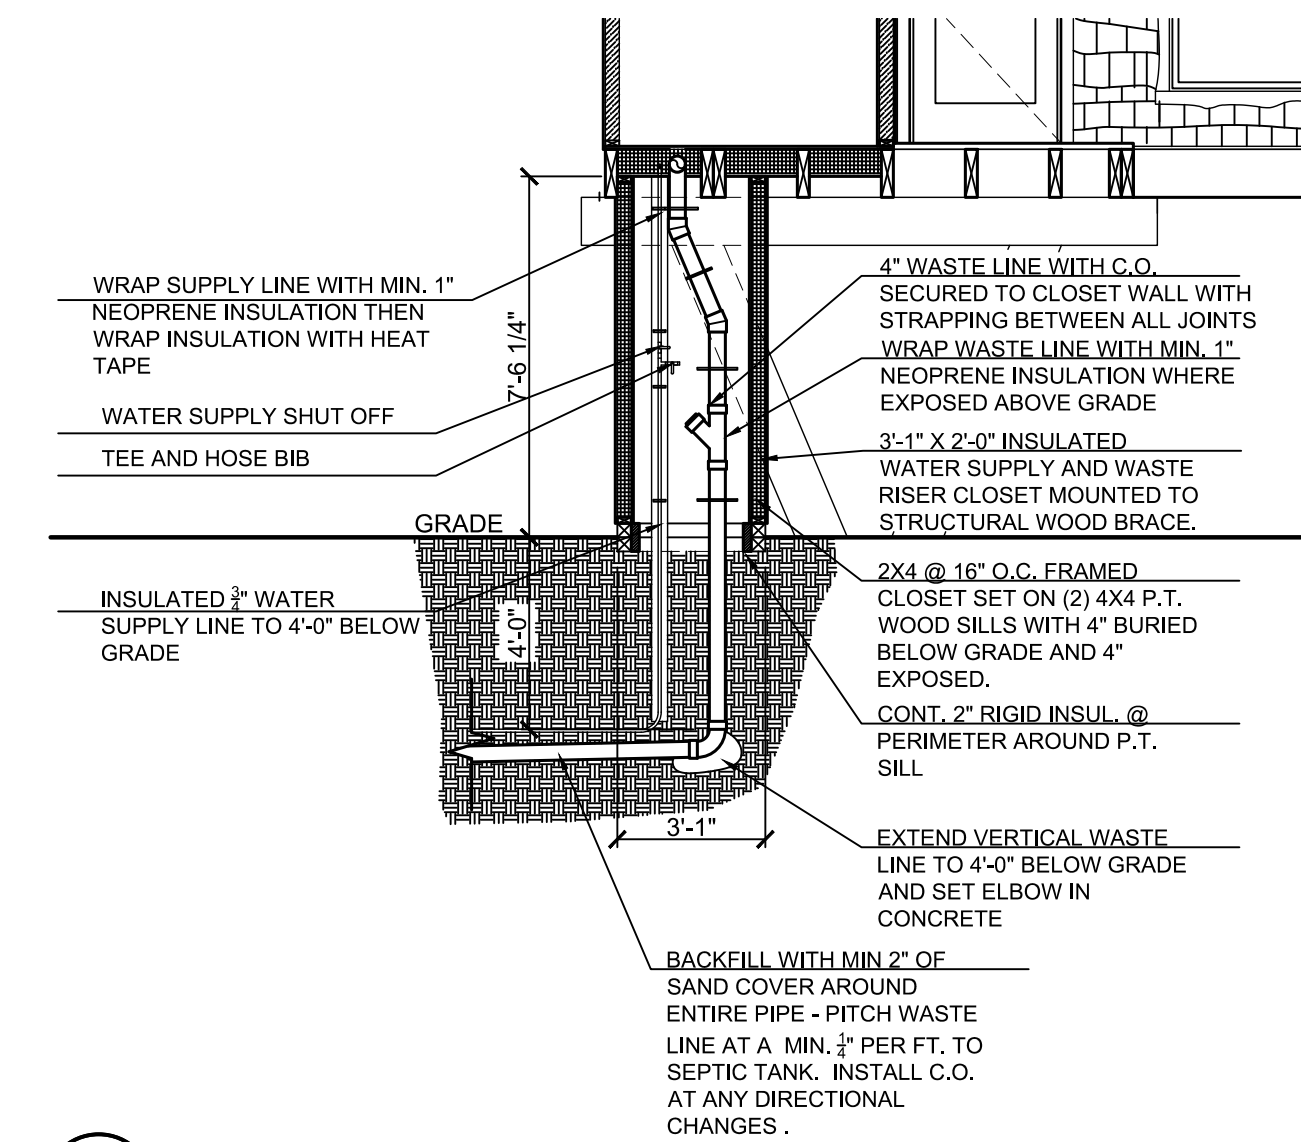 WRAP SUPPLY LINE WITH MIN. 1"
NEOPRENE INSULATION THEN
WRAP INSULATION WITH HEAT
TAPE
WATER SUPPLY SHUT OFF
TEE AND HOSE BIB
7'-6 1/4"
GRADE
INSULATED 3/4" WATER
SUPPLY LINE TO 4'-0" BELOW
GRADE
4'-0"
3'-1"
4" WASTE LINE WITH C.O.
SECURED TO CLOSET WALL WITH
STRAPPING BETWEEN ALL JOINTS
WRAP WASTE LINE WITH MIN. 1"
NEOPRENE INSULATION WHERE
EXPOSED ABOVE GRADE
3'-1" X 2'-0" INSULATED
WATER SUPPLY AND WASTE
RISER CLOSET MOUNTED TO
STRUCTURAL WOOD BRACE.
2X4 @ 16" O.C. FRAMED
CLOSET SET ON (2) 4X4 P.T.
WOOD SILLS WITH 4" BURIED
BELOW GRADE AND 4"
EXPOSED.
CONT. 2" RIGID INSUL. @
PERIMETER AROUND P.T.
SILL
EXTEND VERTICAL WASTE
LINE TO 4'-0" BELOW GRADE
AND SET ELBOW IN
CONCRETE
BACKFILL WITH MIN 2" OF
SAND COVER AROUND
ENTIRE PIPE - PITCH WASTE
LINE AT A MIN. 1/4" PER FT. TO
SEPTIC TANK. INSTALL C.O.
AT ANY DIRECTIONAL
CHANGES .